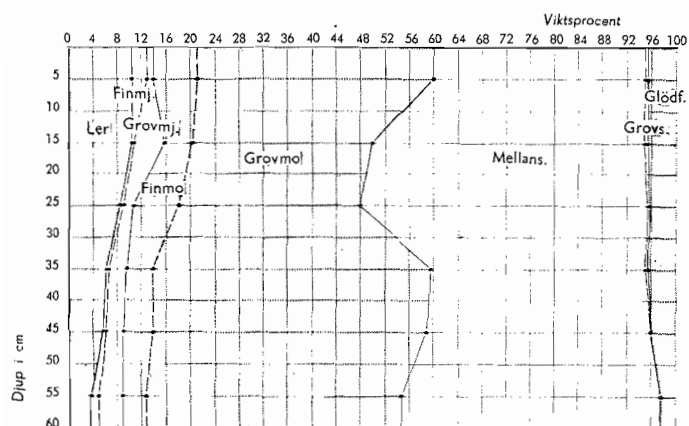 Viktsprocent
0 4 8 12 16 20 24 28 32 36 40 44 48 52 56 60 64 68 72 76 80 84 88 92 96 100
5
Finmj.
Glödf.
10
Ler
Grovmj.
Grovs.
15
Grovmo
Mellans.
20
Finmo
25
30
35
40
45
50
55
60
Djup i cm